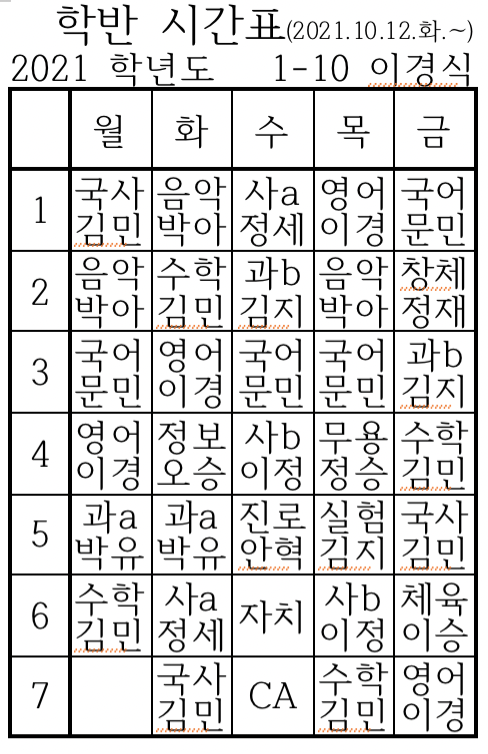 학반 시간표(2021.10.12.화.~)
2021 학년도 1-10 이경식
월 화 수 목 금
1 국사 음악 사a 영어 국어
김민 박아 정세 이경 문민
2 음악 수학 과b 음악 창체
박아 김민 김지 박아 정재
3 국어 영어 국어 국어 과b
문민 이경 문민 문민 김지
4 영어 정보 사b 무용 수학
이경 오승 이정 정승 김민
5 과a 과a 진로 실험 국사
박유 박유 안혁 김지 김민
6 수학 사a 자치 사b 체육
김민 정세 이정 이승
7 국사 CA 수학 영어
김민 김민 이경